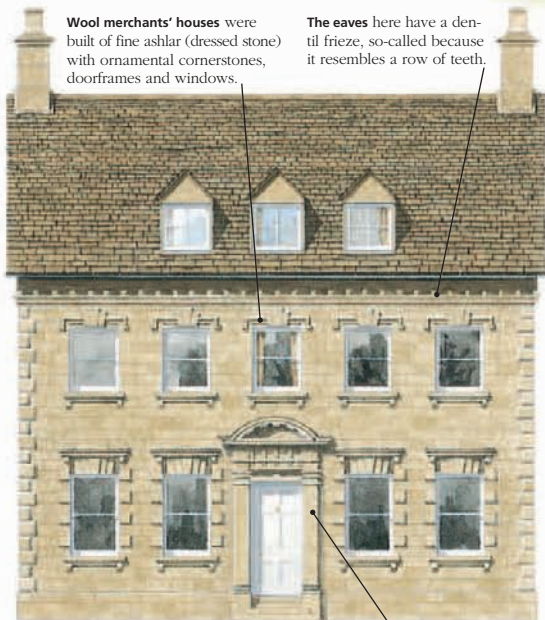 Wool merchants' houses were
built of fine ashlar (dressed stone)
with ornamental cornerstones,
doorframes and windows.
The eaves here have a den-
til frieze, so-called because
it resembles a row of teeth.